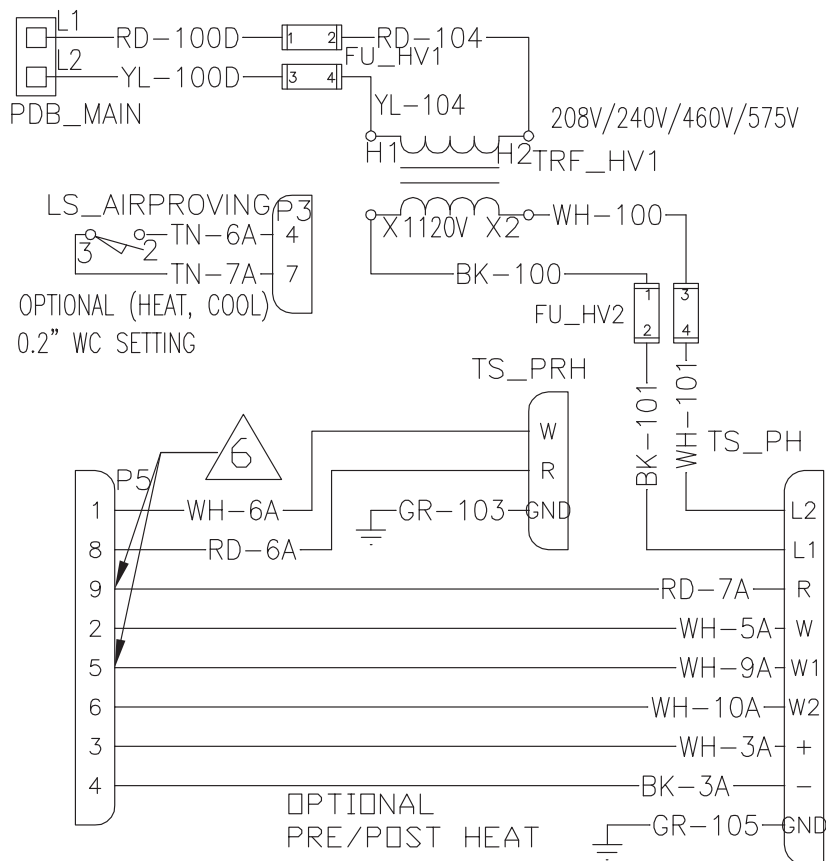 L1
RD-100D
1 2
RD-104
FU_HV1
L2
YL-100D
3 4
PDB_MAIN
YL-104
208V/240V/460V/575V
H1
H2
TRF_HV1
LS_AIRPROVING
P3
X1
120V
X2
WH-100
3
2
TN-6A
4
TN-7A
7
BK-100
OPTIONAL (HEAT, COOL)
0.2" WC SETTING
FU_HV2
1
2
3
4
TS_PRH
BK-101
WH-101
TS_PH
W
6
R
P5
1
WH-6A
GR-103
GND
L2
8
RD-6A
L1
9
RD-7A
R
2
WH-5A
W
5
WH-9A
W1
6
WH-10A
W2
3
WH-3A
+
4
BK-3A
-
OPTIONAL
PRE/POST HEAT
GR-105
GND